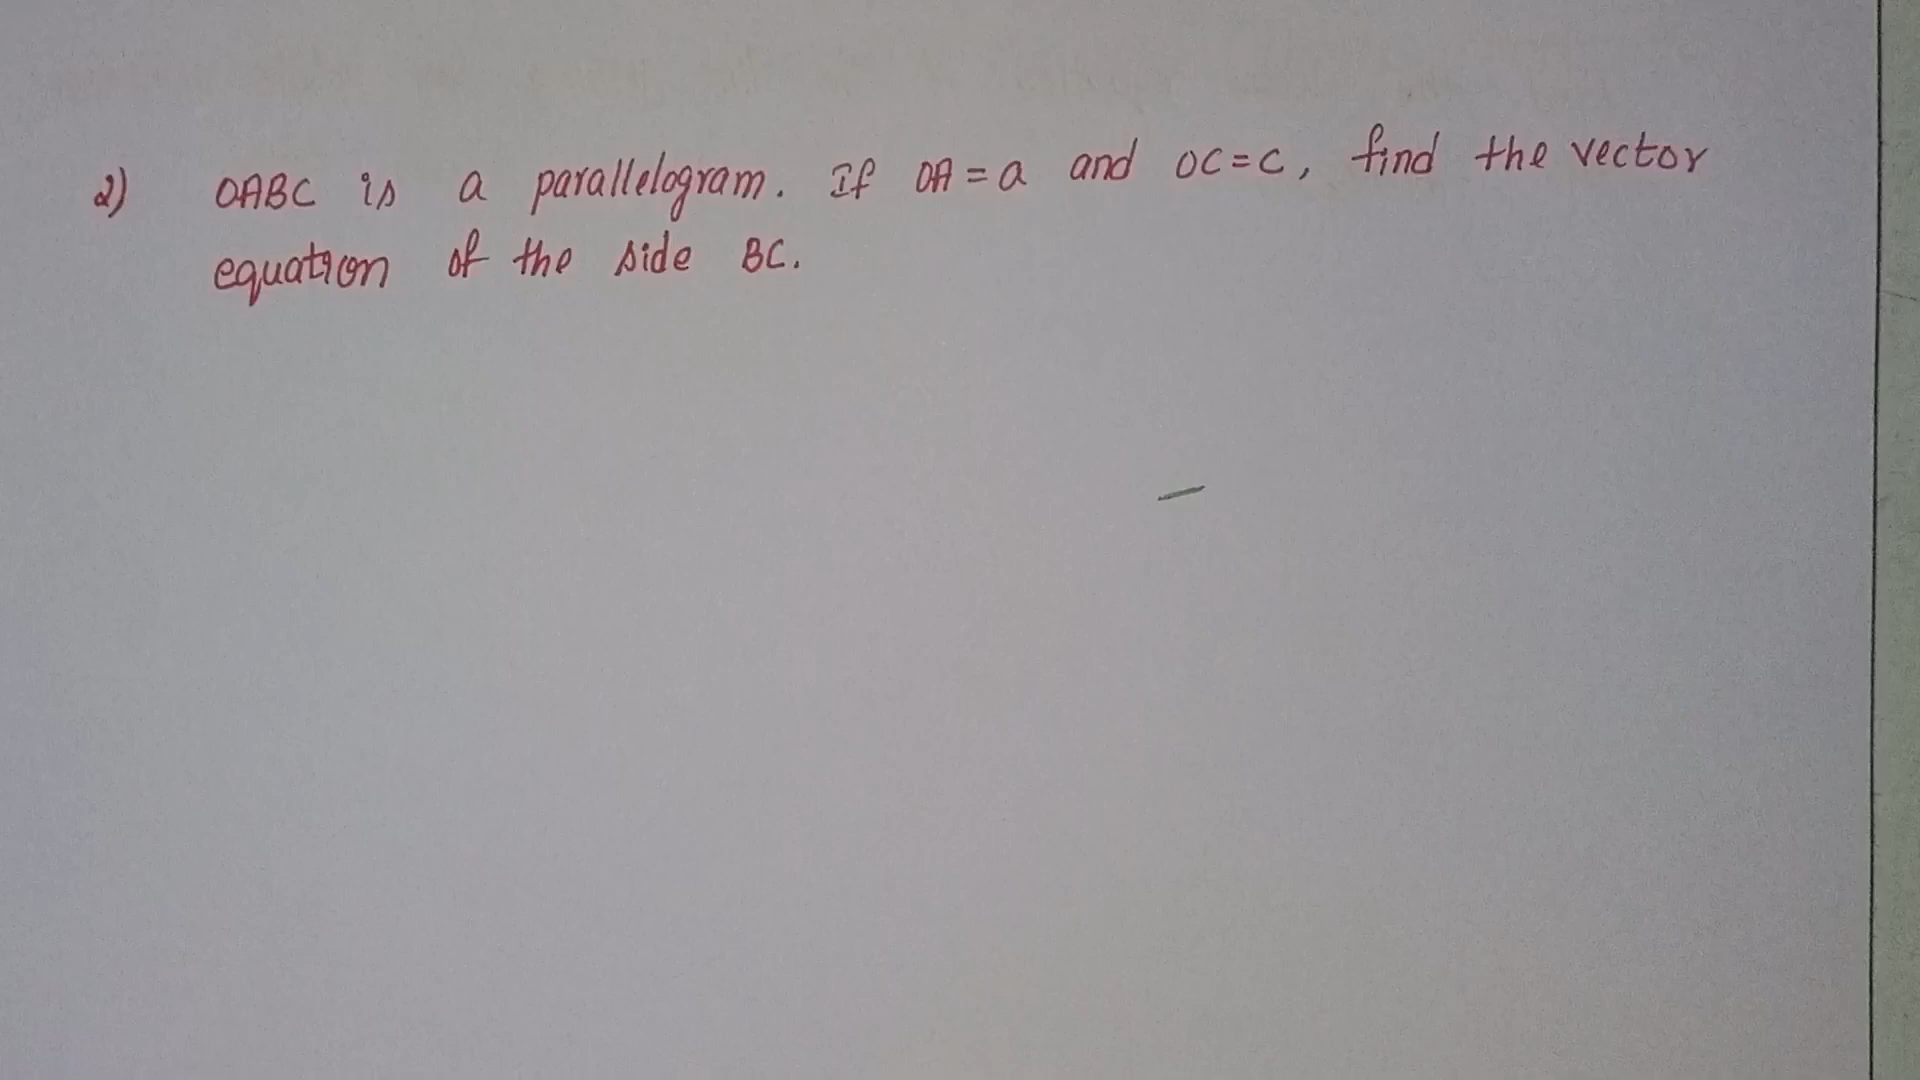 2) OABC is a parallelogram. If OA = a and OC = C, find the vector
equation of the side BC.